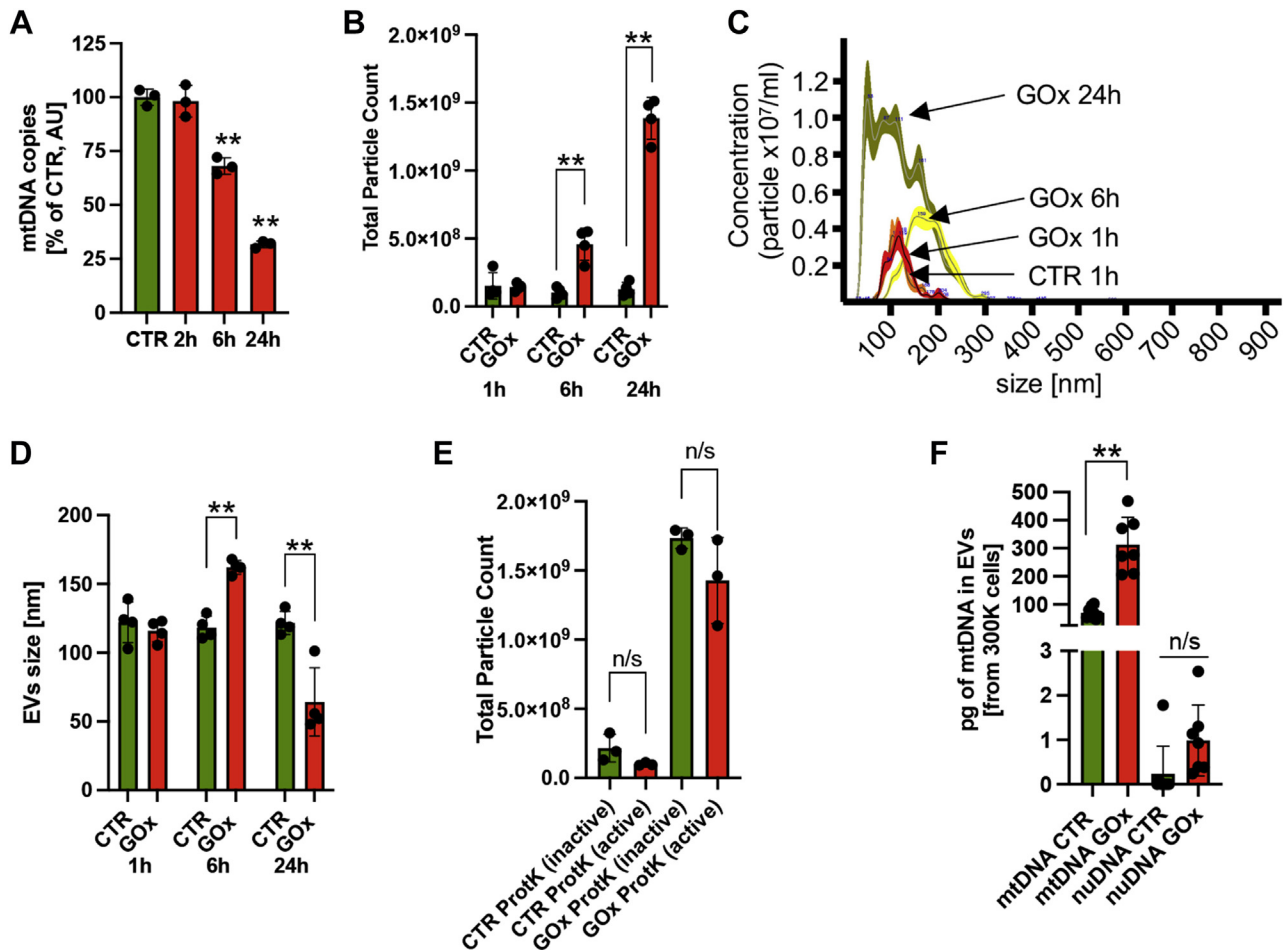 A
mtDNA copies
[% of CTR, AU]
125
100
75
50
25
0
**
**
CTR 2h 6h 24h
B
Total Particle Count
2.0×10⁹
1.5×10⁹
1.0×10⁹
5.0×10⁸
0.0
**
**
CTR GOx CTR GOx CTR GOx
1h 6h 24h
C
Concentration
(particle x10⁷/ml)
1.2
1.0
0.8
0.6
0.4
0.2
GOx 24h
GOx 6h
GOx 1h
CTR 1h
100 200 300 400 500 600 700 800 900
size [nm]
D
EVs size [nm]
200
150
100
50
0
**
**
CTR GOx CTR GOx CTR GOx
1h 6h 24h
E
Total Particle Count
2.0×10⁹
1.5×10⁹
1.0×10⁹
5.0×10⁸
0.0
n/s
n/s
CTR ProtK (inactive)
CTR ProtK (active)
GOx ProtK (inactive)
GOx ProtK (active)
F
pg of mtDNA in EVs
[from 300K cells]
500
400
300
200
100
3
2
1
0
**
n/s
mtDNA CTR
mtDNA GOx
nuDNA CTR
nuDNA GOx